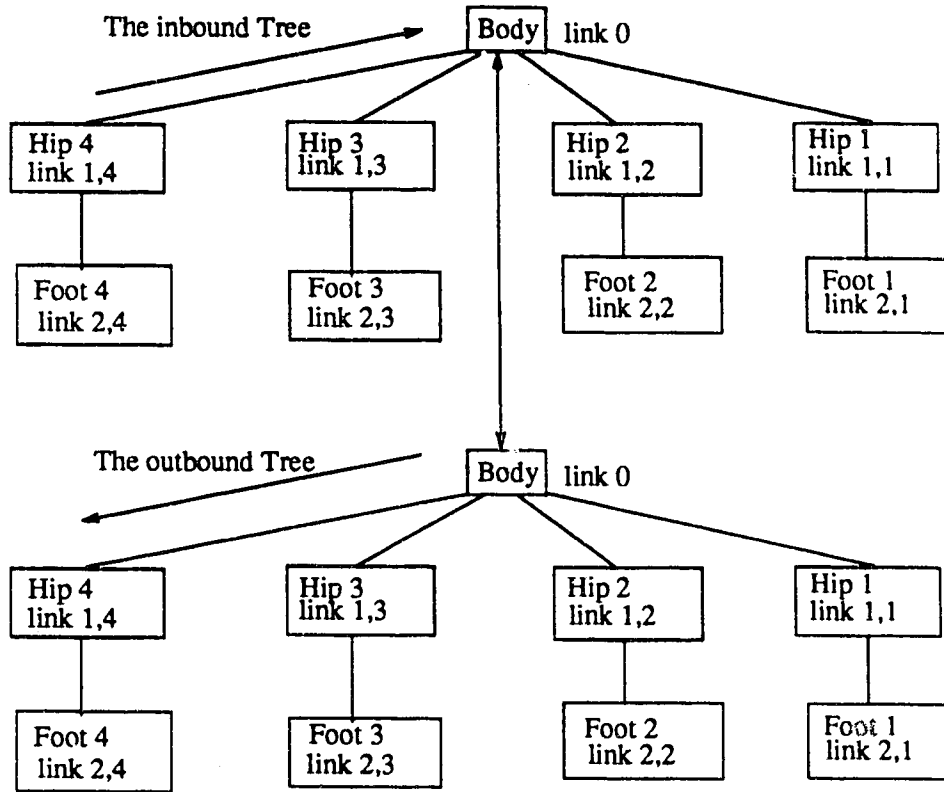 The inbound Tree
Body
link 0
Hip 4
link 1,4
Hip 3
link 1,3
Hip 2
link 1,2
Hip 1
link 1,1
Foot 4
link 2,4
Foot 3
link 2,3
Foot 2
link 2,2
Foot 1
link 2,1
The outbound Tree
Body
link 0
Hip 4
link 1,4
Hip 3
link 1,3
Hip 2
link 1,2
Hip 1
link 1,1
Foot 4
link 2,4
Foot 3
link 2,3
Foot 2
link 2,2
Foot 1
link 2,1